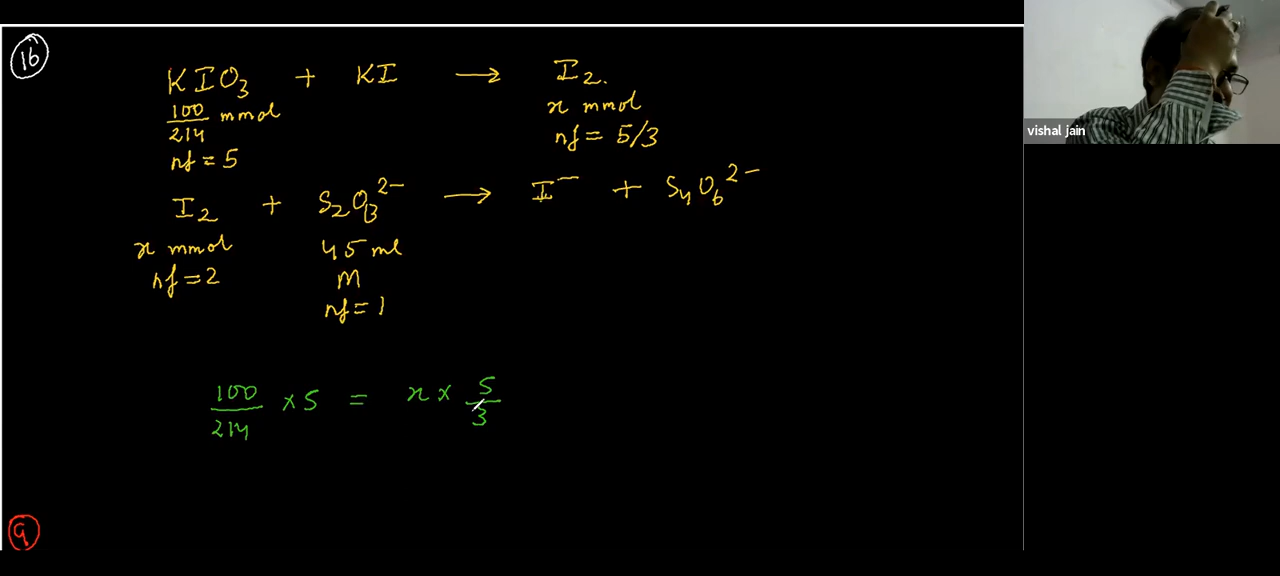 16
KIO3 + KI → I2.
100/214 mmol
x mmol
nf = 5
nf = 5/3
I2 + S2O3^2- → I^- + S4O6^2-
x mmol
45 ml
nf = 2
M
nf = 1
100/214 × 5 = x × 5/3
9
vishal jain